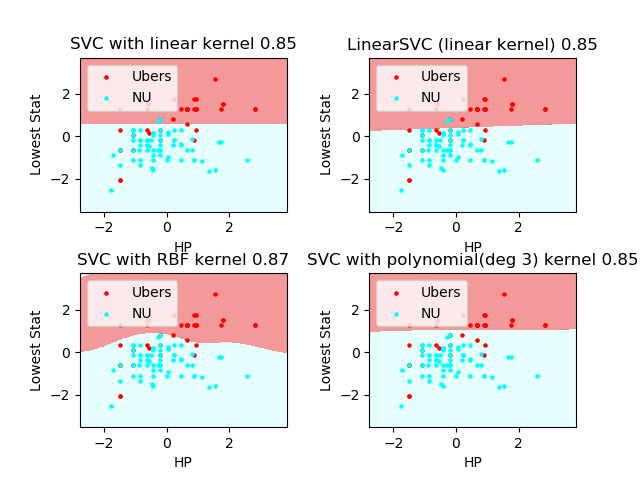 SVC with linear kernel 0.85
Lowest Stat
2
0
−2
Ubers
NU
−2
0
2
HP
LinearSVC (linear kernel) 0.85
Lowest Stat
2
0
−2
Ubers
NU
−2
0
2
HP
SVC with RBF kernel 0.87
Lowest Stat
2
0
−2
Ubers
NU
−2
0
2
HP
SVC with polynomial(deg 3) kernel 0.85
Lowest Stat
2
0
−2
Ubers
NU
−2
0
2
HP